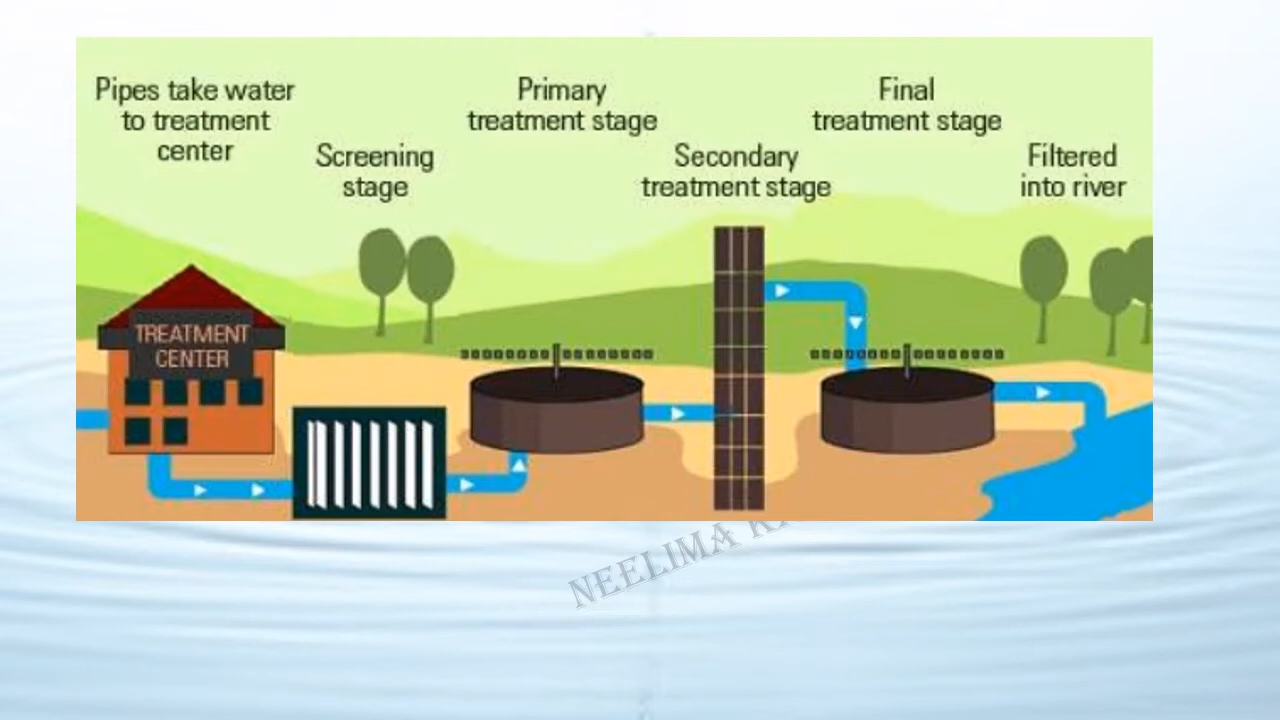 Pipes take water
to treatment
center
Screening
stage
Primary
treatment stage
Secondary
treatment stage
Final
treatment stage
Filtered
into river
TREATMENT
CENTER
NEELIMA